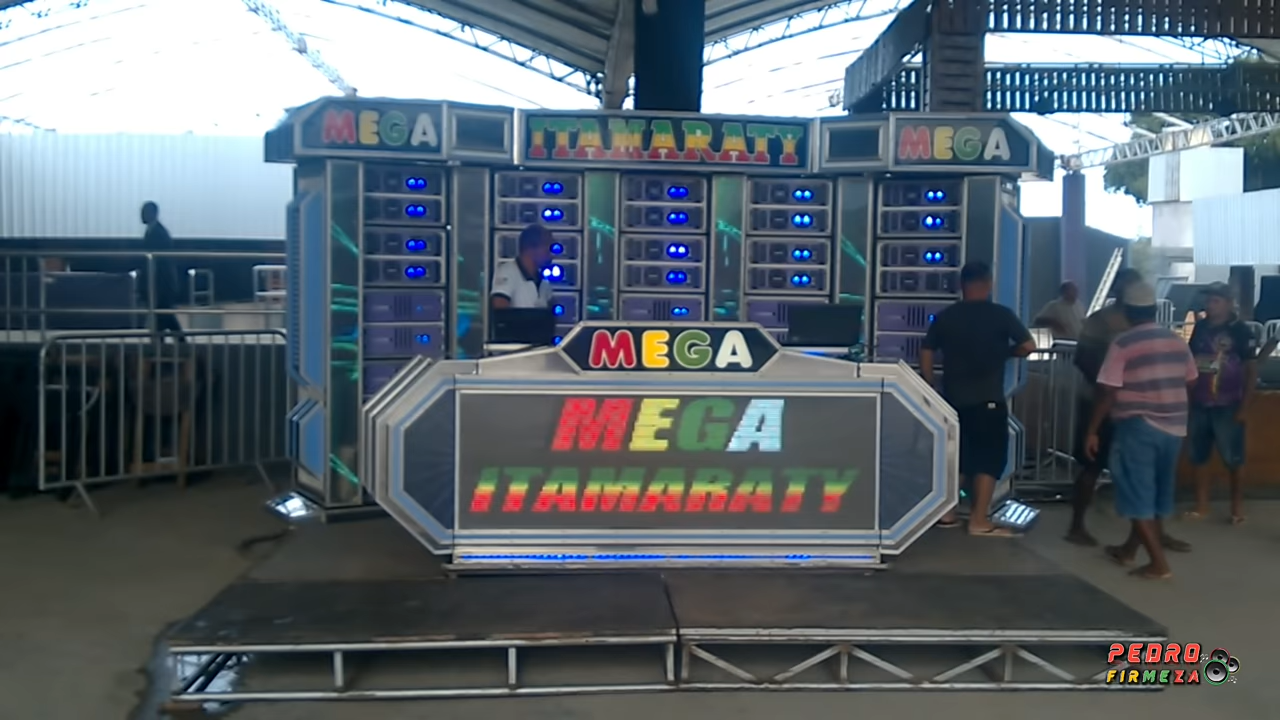 MEGA ITAMARATY MEGA
MEGA
MEGA
ITAMARATY
PEDRO
FIRMEZA